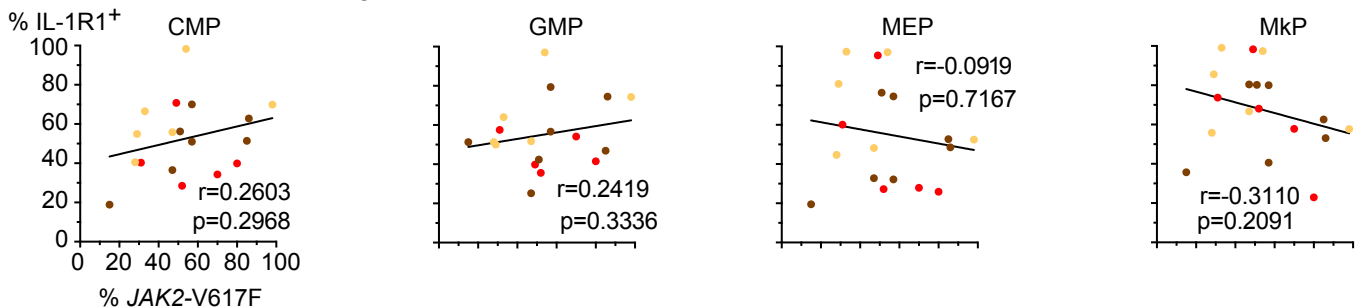 % IL-1R1+
CMP
GMP
MEP
MkP
100
80
60
40
20
0
r=0.2603
p=0.2968
r=0.2419
p=0.3336
r=-0.0919
p=0.7167
r=-0.3110
p=0.2091
0 20 40 60 80 100
% JAK2-V617F